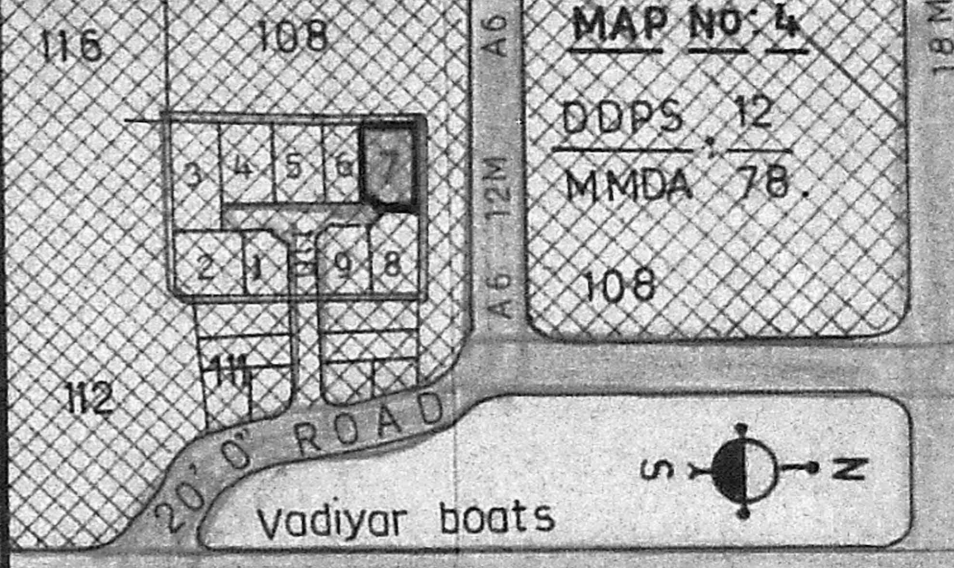 116
108
A6
MAP NO: 4
18 M
DDPS : 12
MMDA 78.
3
4
5
6
7
12M
2
1
9
8
A6
108
111
112
20' 0" ROAD
S
N
Vadiyar boats